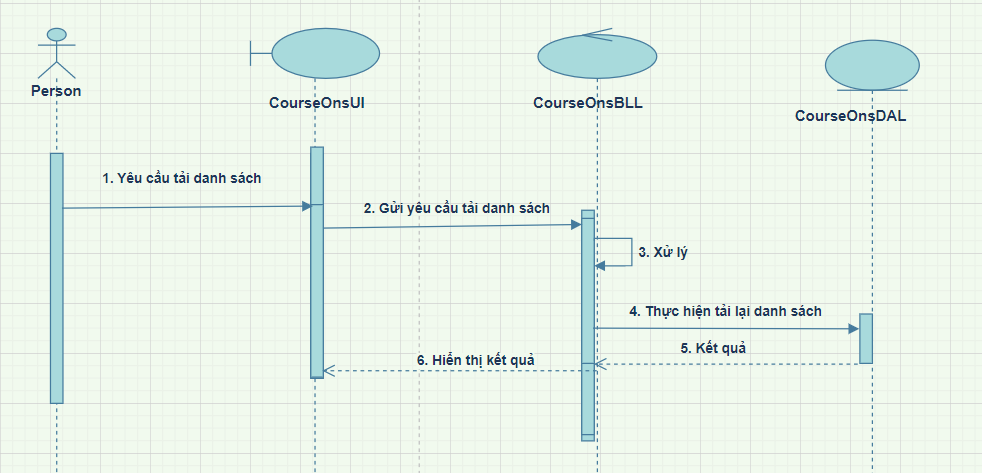 Person
CourseOnsUI
CourseOnsBLL
CourseOnsDAL
1. Yêu cầu tải danh sách
2. Gửi yêu cầu tải danh sách
3. Xử lý
4. Thực hiện tải lại danh sách
5. Kết quả
6. Hiển thị kết quả